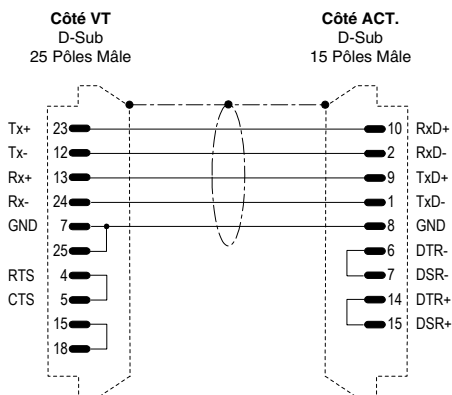 Côté VT
D-Sub
25 Pôles Mâle
Côté ACT.
D-Sub
15 Pôles Mâle
Tx+ 23 10 RxD+
Tx- 12 2 RxD-
Rx+ 13 9 TxD+
Rx- 24 1 TxD-
GND 7 8 GND
25 6 DTR-
RTS 4 7 DSR-
CTS 5 14 DTR+
15 15 DSR+
18